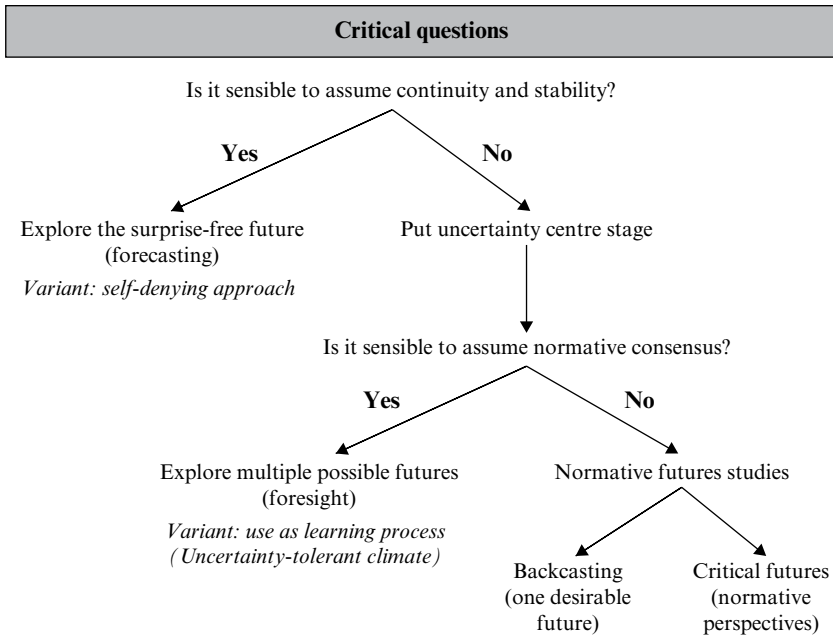 Critical questions
Is it sensible to assume continuity and stability?
Yes
No
Explore the surprise-free future
(forecasting)
Variant: self-denying approach
Put uncertainty centre stage
Is it sensible to assume normative consensus?
Yes
No
Explore multiple possible futures
(foresight)
Variant: use as learning process
(Uncertainty-tolerant climate)
Normative futures studies
Backcasting
(one desirable
future)
Critical futures
(normative
perspectives)